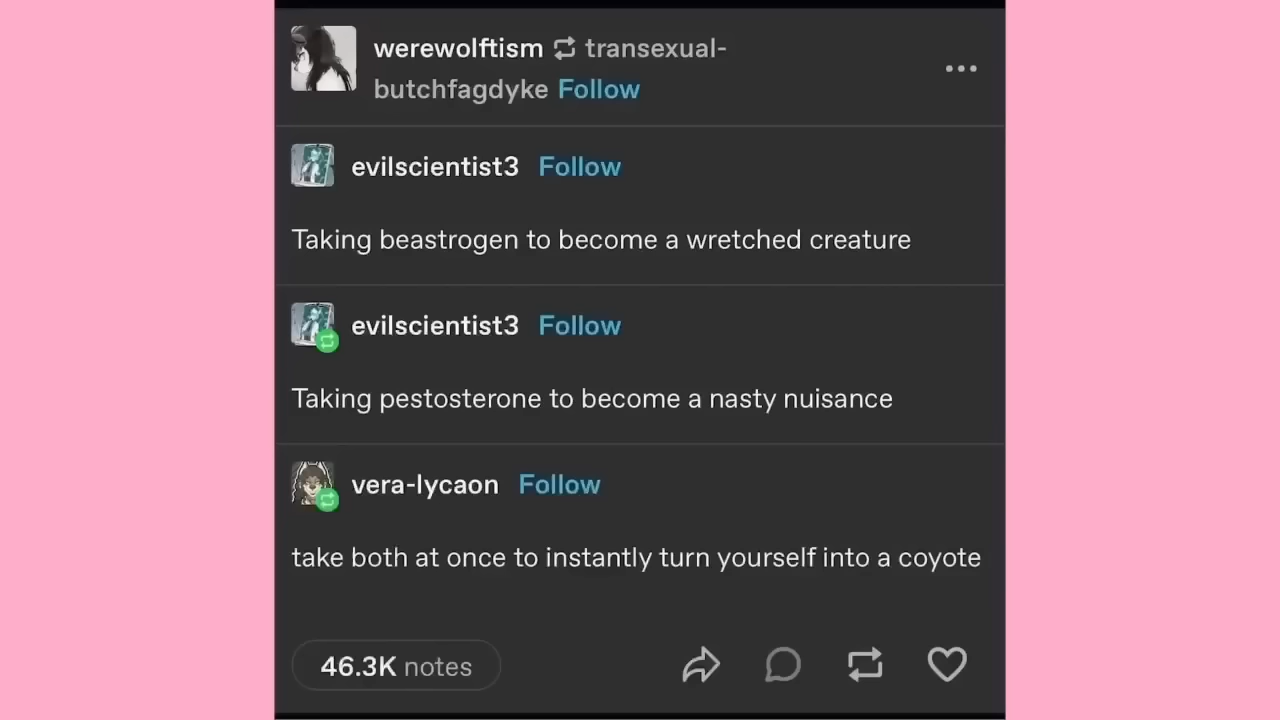 werewolftism transexual-
butchfagdyke Follow
evilscientist3 Follow
Taking beastrogen to become a wretched creature
evilscientist3 Follow
Taking pestosterone to become a nasty nuisance
vera-lycaon Follow
take both at once to instantly turn yourself into a coyote
46.3K notes